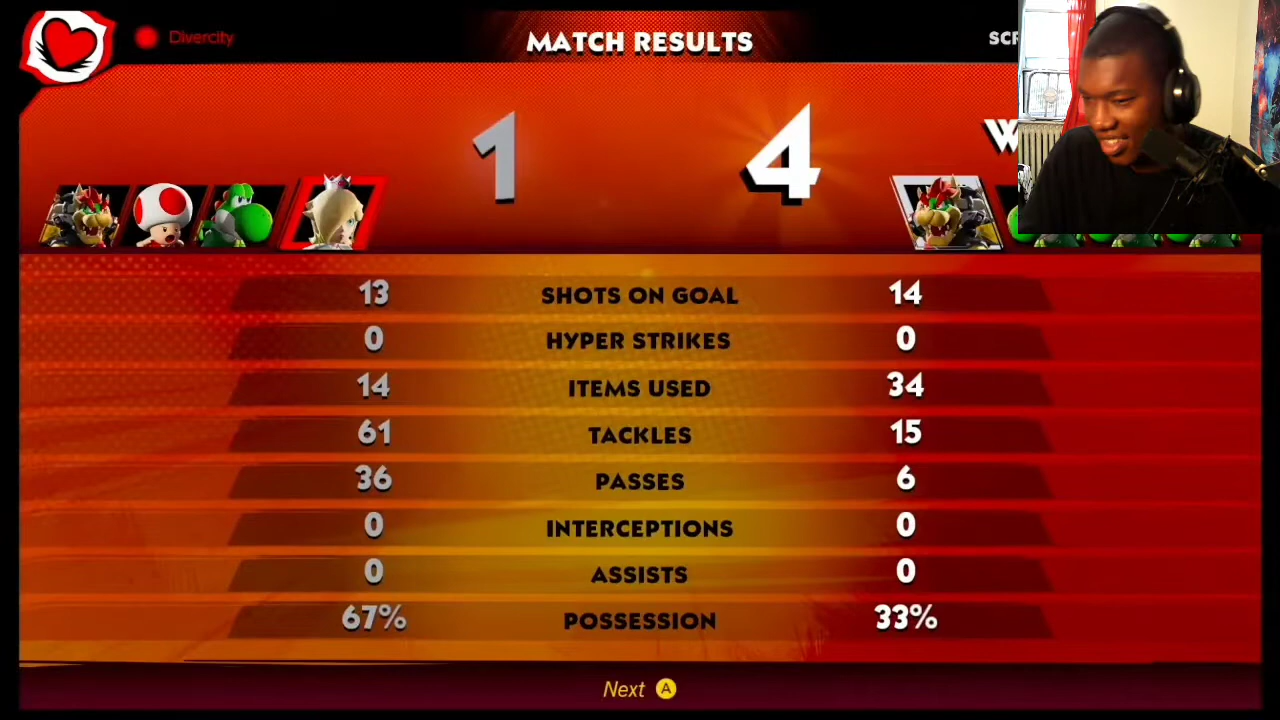 Divercity
MATCH RESULTS
1 4
13 SHOTS ON GOAL 14
0 HYPER STRIKES 0
14 ITEMS USED 34
61 TACKLES 15
36 PASSES 6
0 INTERCEPTIONS 0
0 ASSISTS 0
67% POSSESSION 33%
Next A